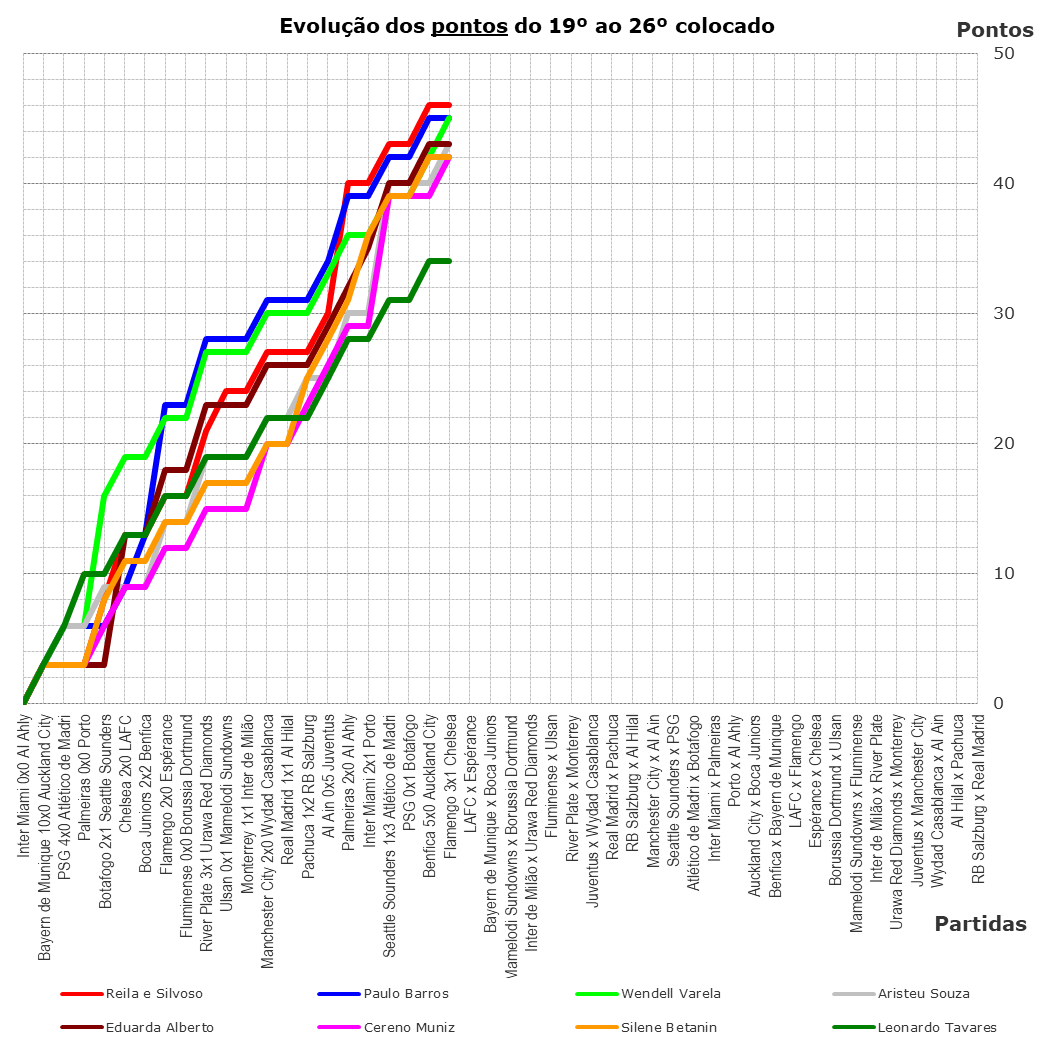 Evolução dos pontos do 19º ao 26º colocado
Pontos
50
40
30
20
10
0
Inter Miami 0x0 Al Ahly
Bayern de Munique 10x0 Auckland City
PSG 4x0 Atlético de Madri
Palmeiras 0x0 Porto
Botafogo 2x1 Seattle Sounders
Chelsea 2x0 LAFC
Boca Juniors 2x2 Benfica
Flamengo 2x0 Espérance
Fluminense 0x0 Borussia Dortmund
River Plate 3x1 Urawa Red Diamonds
Ulsan 0x1 Mamelodi Sundowns
Monterrey 1x1 Inter de Milão
Manchester City 2x0 Wydad Casablanca
Real Madrid 1x1 Al Hilal
Pachuca 1x2 RB Salzburg
Al Ain 0x5 Juventus
Palmeiras 2x0 Al Ahly
Inter Miami 2x1 Porto
Seattle Sounders 1x3 Atlético de Madri
PSG 0x1 Botafogo
Benfica 5x0 Auckland City
Flamengo 3x1 Chelsea
LAFC x Espérance
Bayern de Munique x Boca Juniors
Mamelodi Sundowns x Borussia Dortmund
Inter de Milão x Urawa Red Diamonds
Fluminense x Ulsan
River Plate x Monterrey
Juventus x Wydad Casablanca
Real Madrid x Pachuca
RB Salzburg x Al Hilal
Manchester City x Al Ain
Seattle Sounders x PSG
Atlético de Madri x Botafogo
Inter Miami x Palmeiras
Porto x Al Ahly
Auckland City x Boca Juniors
Benfica x Bayern de Munique
LAFC x Flamengo
Espérance x Chelsea
Borussia Dortmund x Ulsan
Mamelodi Sundowns x Fluminense
Inter de Milão x River Plate
Urawa Red Diamonds x Monterrey
Juventus x Manchester City
Wydad Casablanca x Al Ain
Al Hilal x Pachuca
RB Salzburg x Real Madrid
Partidas
Reila e Silvoso
Paulo Barros
Wendell Varela
Aristeu Souza
Eduarda Alberto
Cereno Muniz
Silene Betanin
Leonardo Tavares